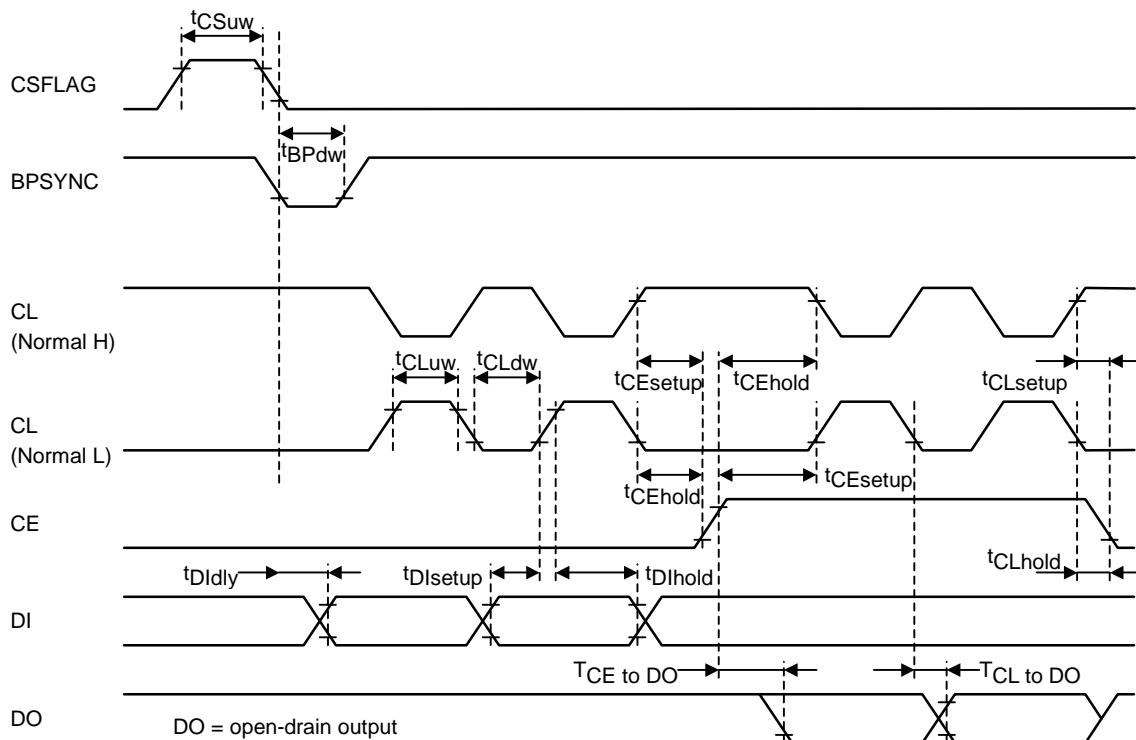 tCSuw
CSFLAG
tBPdw
BPSYNC
CL
(Normal H)
tCLuw
tCLdw
tCEsetup
tCEhold
tCLsetup
CL
(Normal L)
tCEhold
tCEsetup
CE
tCLhold
tDIdly
tDIsetup
tDIhold
DI
TCE to DO
TCL to DO
DO
DO = open-drain output